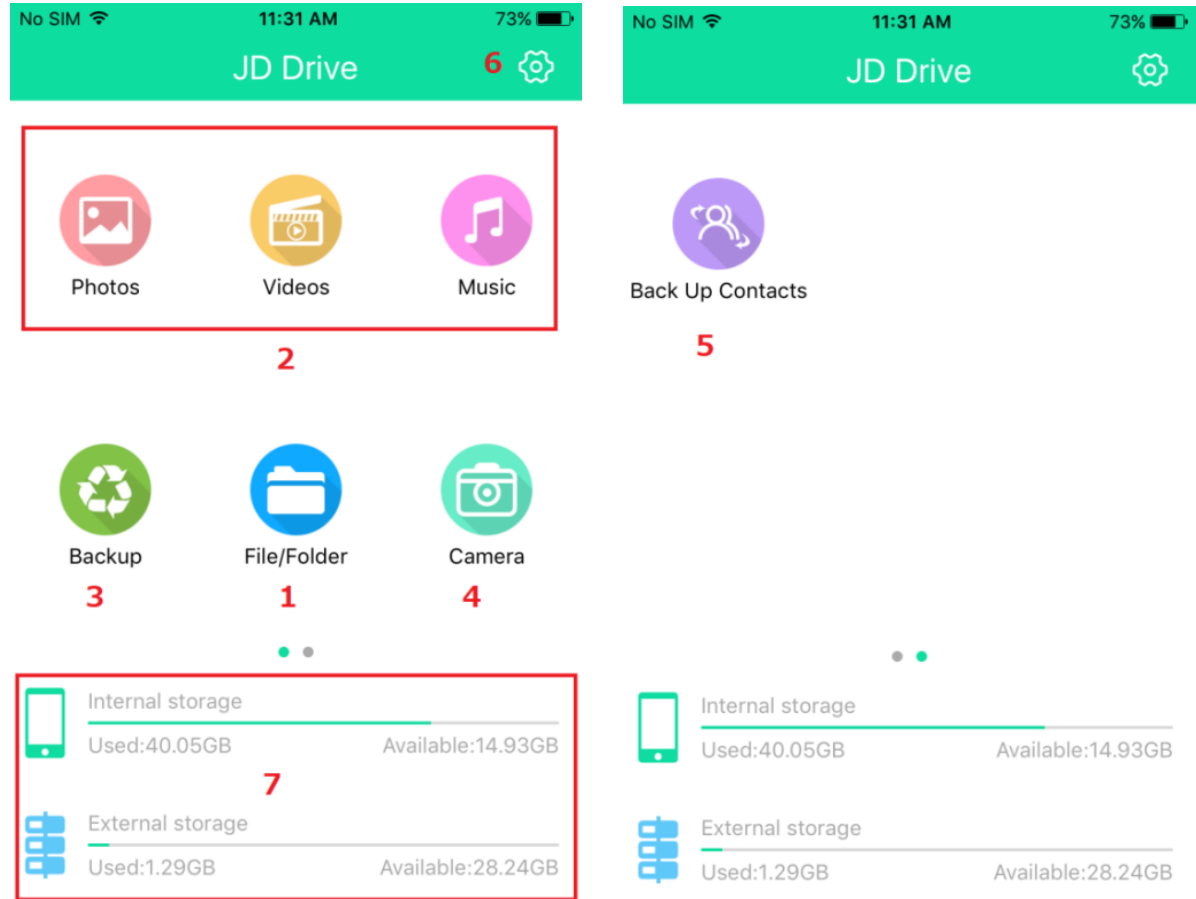 No SIM 11:31 AM 73%
JD Drive 6
Photos Videos Music
2
Backup File/Folder Camera
3 1 4
Internal storage
Used:40.05GB Available:14.93GB
7
External storage
Used:1.29GB Available:28.24GB
No SIM 11:31 AM 73%
JD Drive
Back Up Contacts
5
Internal storage
Used:40.05GB Available:14.93GB
External storage
Used:1.29GB Available:28.24GB